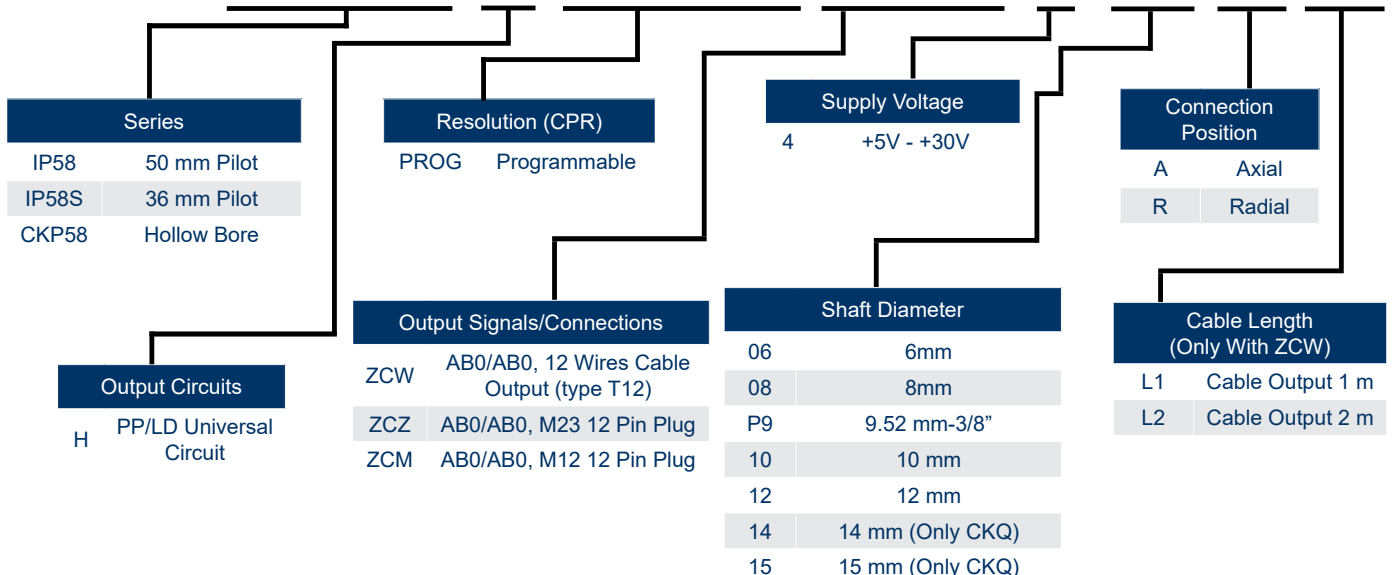 Series
IP58 50 mm Pilot
IP58S 36 mm Pilot
CKP58 Hollow Bore
Output Circuits
H PP/LD Universal
Circuit
Resolution (CPR)
PROG Programmable
Output Signals/Connections
ZCW AB0/AB0, 12 Wires Cable
Output (type T12)
ZCZ AB0/AB0, M23 12 Pin Plug
ZCM AB0/AB0, M12 12 Pin Plug
Supply Voltage
4 +5V - +30V
Shaft Diameter
06 6mm
08 8mm
P9 9.52 mm-3/8”
10 10 mm
12 12 mm
14 14 mm (Only CKQ)
15 15 mm (Only CKQ)
Connection
Position
A Axial
R Radial
Cable Length
(Only With ZCW)
L1 Cable Output 1 m
L2 Cable Output 2 m